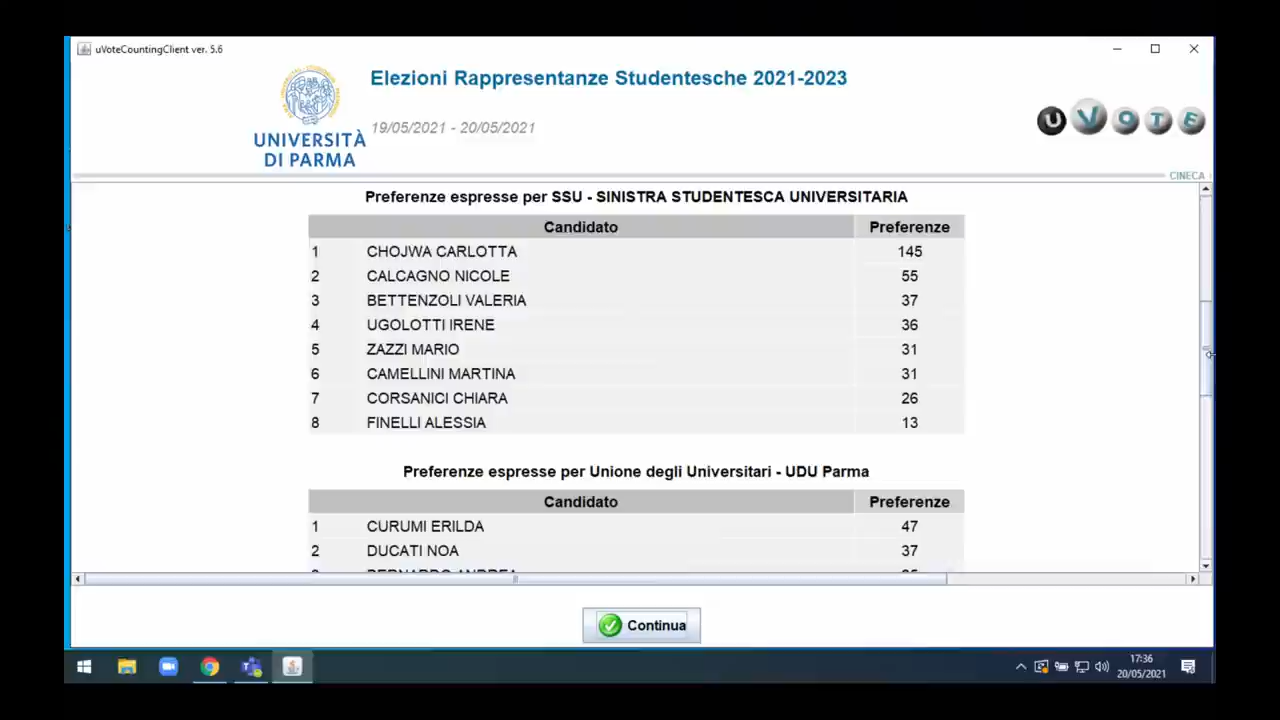 uVoteCountingClient ver. 5.6
Elezioni Rappresentanze Studentesche 2021-2023
19/05/2021 - 20/05/2021
UNIVERSITÀ
DI PARMA
U V O T E
CINECA
Preferenze espresse per SSU - SINISTRA STUDENTESCA UNIVERSITARIA
Candidato Preferenze
1 CHOJWA CARLOTTA 145
2 CALCAGNO NICOLE 55
3 BETTENZOLI VALERIA 37
4 UGOLOTTI IRENE 36
5 ZAZZI MARIO 31
6 CAMELLINI MARTINA 31
7 CORSANICI CHIARA 26
8 FINELLI ALESSIA 13
Preferenze espresse per Unione degli Universitari - UDU Parma
Candidato Preferenze
1 CURUMI ERILDA 47
2 DUCATI NOA 37
BERNARDO ANDREA
Continua
17:36
20/05/2021